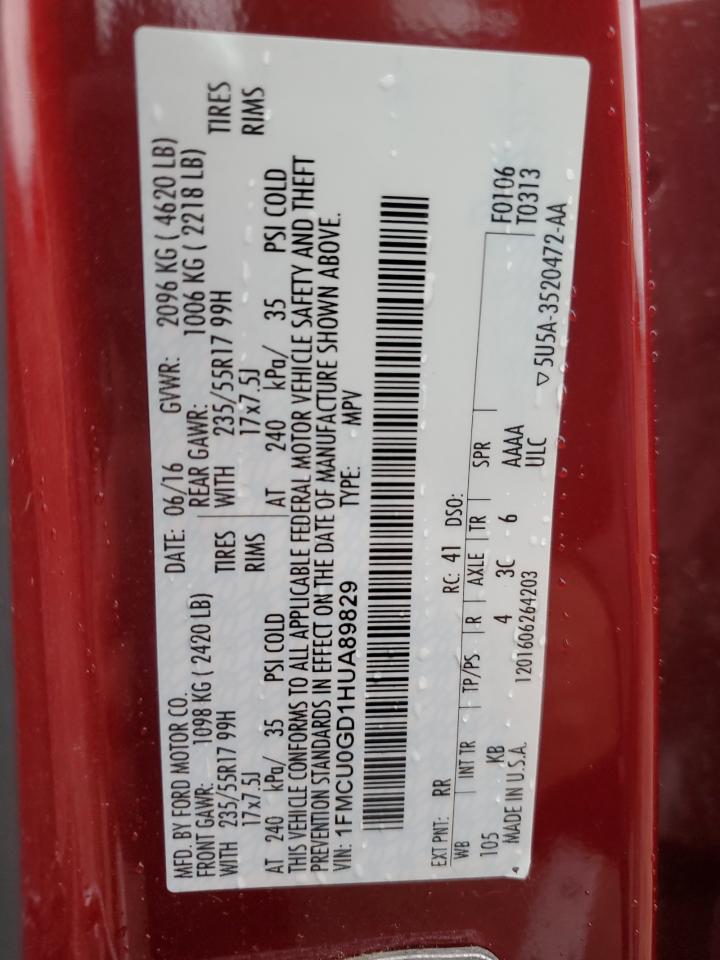 MFD. BY FORD MOTOR CO. DATE: 06/16 GVWR: 2096 KG ( 4620 LB)
FRONT GAWR: 1098 KG ( 2420 LB) REAR GAWR: 1006 KG ( 2218 LB)
WITH 235/55R17 99H TIRES WITH 235/55R17 99H TIRES
17x7.5J RIMS 17x7.5J RIMS
AT 240 kPa/ 35 PSI COLD AT 240 kPa/ 35 PSI COLD
THIS VEHICLE CONFORMS TO ALL APPLICABLE FEDERAL MOTOR VEHICLE SAFETY AND THEFT
PREVENTION STANDARDS IN EFFECT ON THE DATE OF MANUFACTURE SHOWN ABOVE.
VIN: 1FMCU0GD1HUA89829 TYPE: MPV
EXT PNT: RR RC: 41 DSO: F0106
WB INT TR TP/PS R AXLE TR SPR T0313
105 KB 4 3C 6 AAAA
MADE IN U.S.A. 1201606264203 ULC ▽ 5U5A-3520472-AA